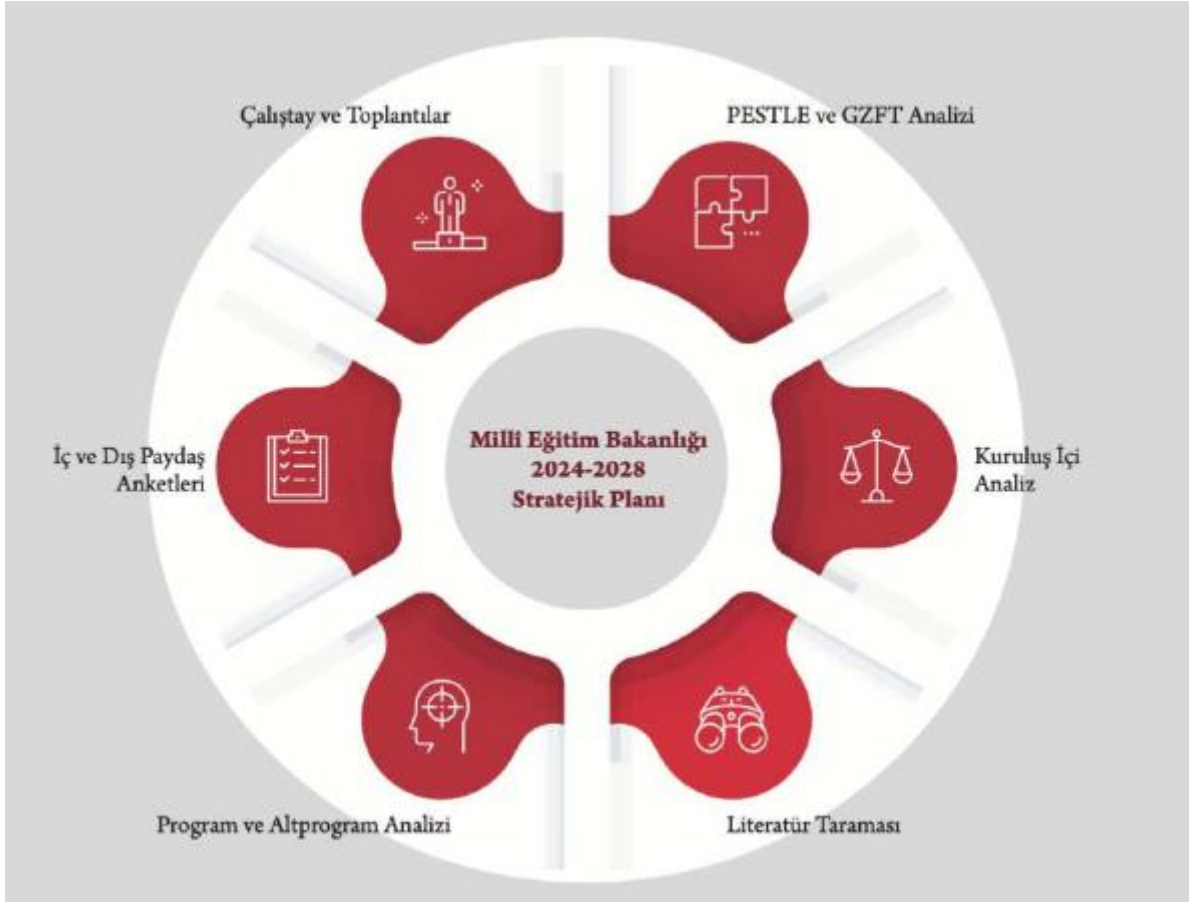 Çalıştay ve Toplantılar
PESTLE ve GZFT Analizi
İç ve Dış Paydaş
Anketleri
Millî Eğitim Bakanlığı
2024-2028
Stratejik Planı
Kuruluş İçi
Analiz
Program ve Altprogram Analizi
Literatür Taraması